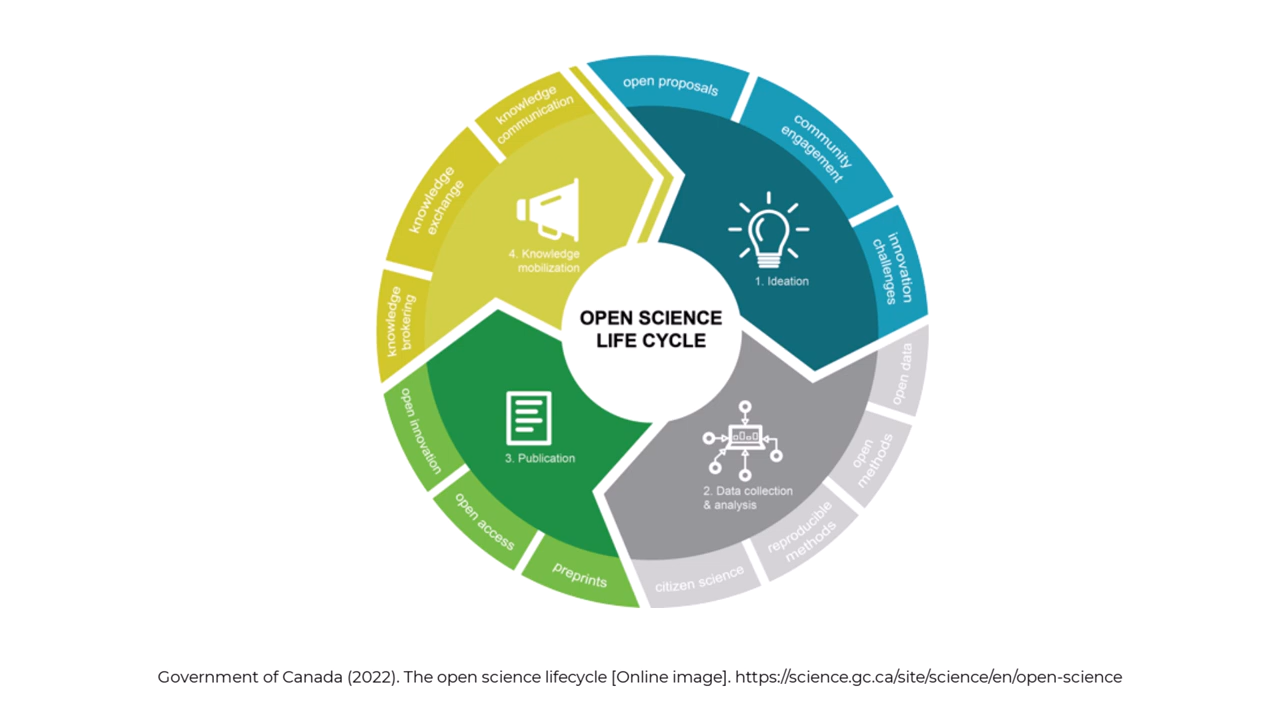 OPEN SCIENCE
LIFE CYCLE
open proposals
community
engagement
innovation
challenges
1. Ideation
open data
open
methods
reproducible
methods
citizen science
2. Data collection
& analysis
preprints
open access
open innovation
3. Publication
knowledge
brokering
knowledge
exchange
knowledge
communication
4. Knowledge
mobilization
Government of Canada (2022). The open science lifecycle [Online image]. https://science.gc.ca/site/science/en/open-science